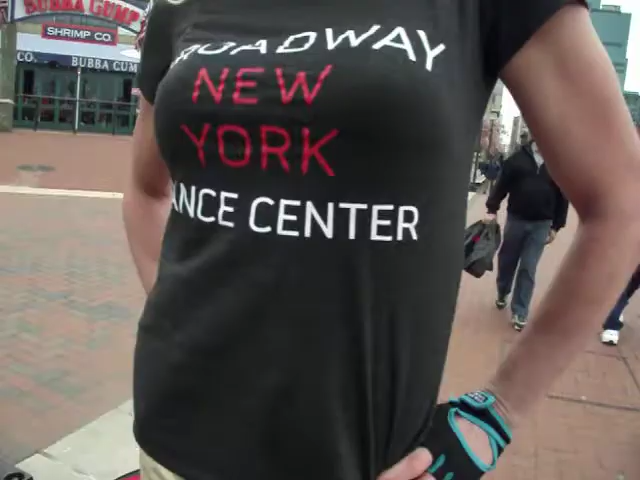 BUBBA GUMP
SHRIMP CO.
CO.
BUBBA GUM
ROADWAY
NEW
YORK
ANCE CENTER